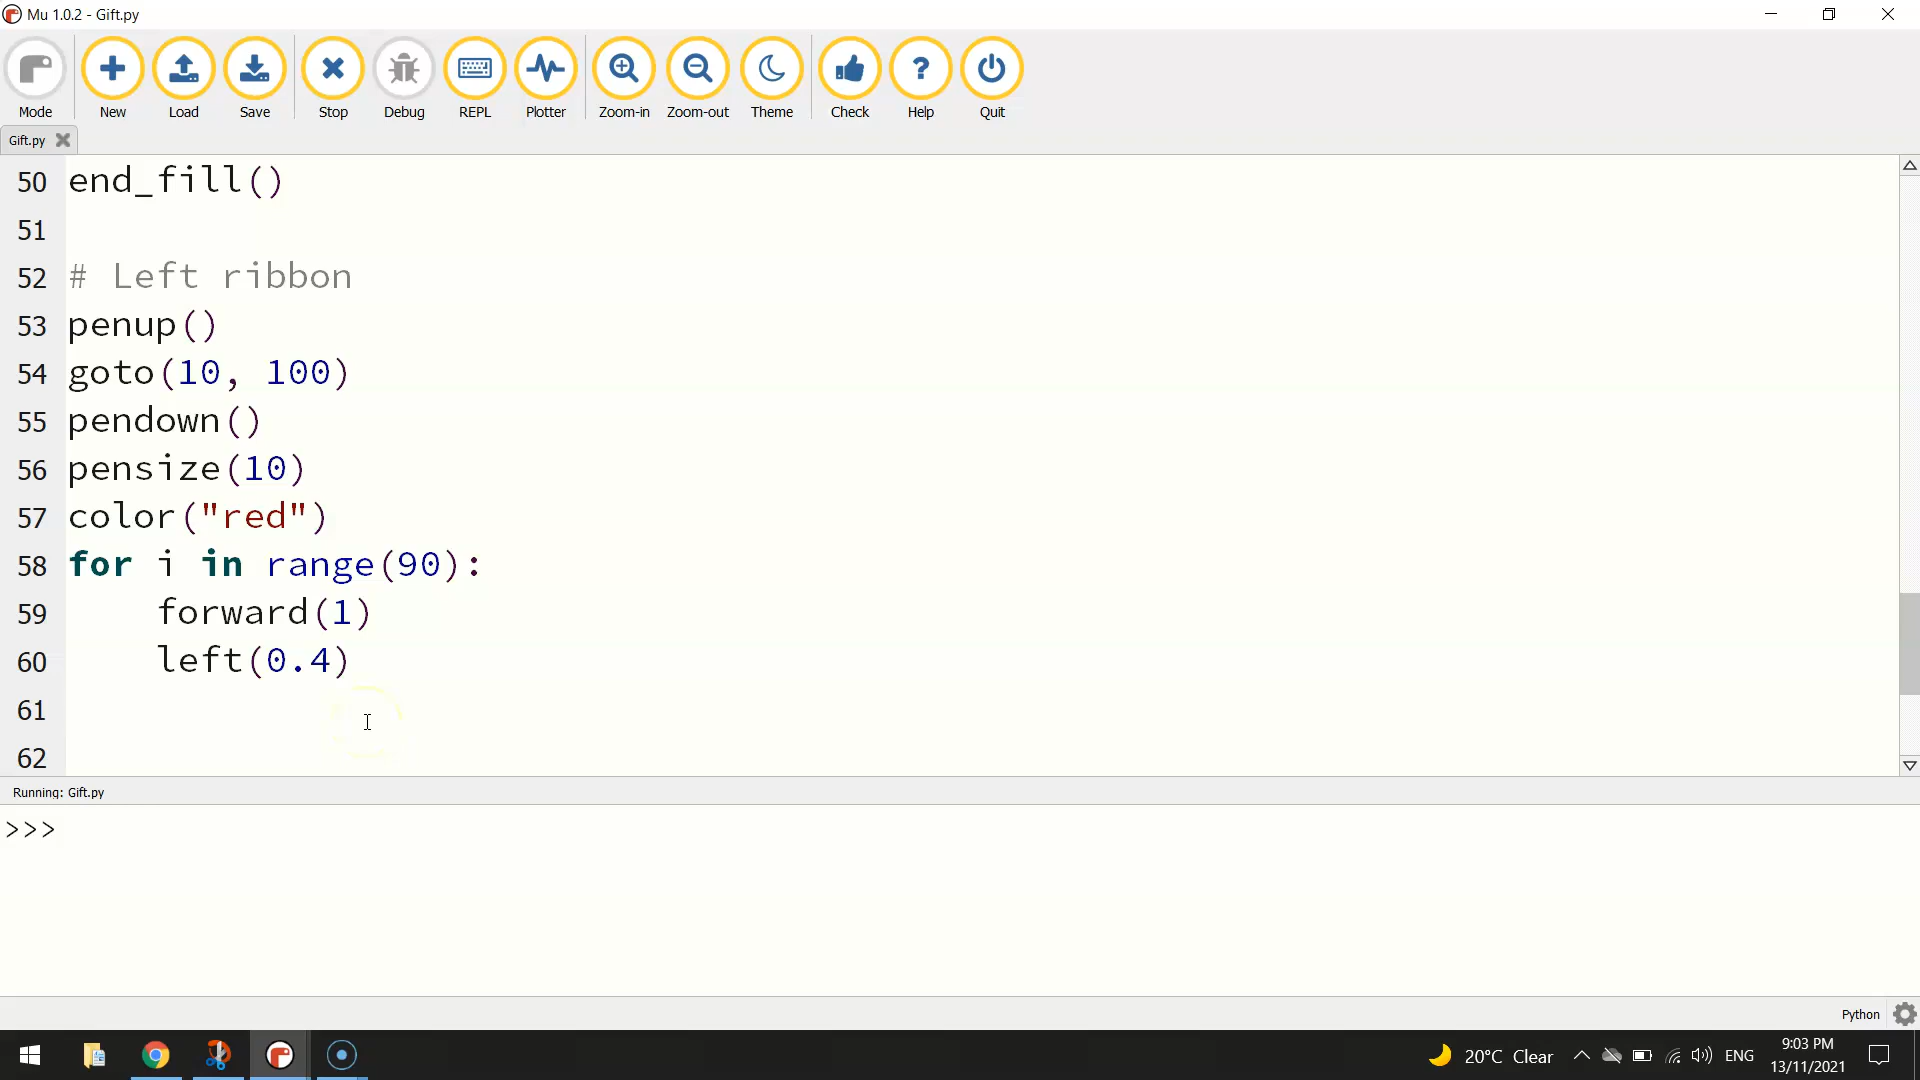 Mu 1.0.2 - Gift.py
Mode New Load Save Stop Debug REPL Plotter Zoom-in Zoom-out Theme Check Help Quit
Gift.py
50 end_fill()
51
52 # Left ribbon
53 penup()
54 goto(10, 100)
55 pendown()
56 pensize(10)
57 color("red")
58 for i in range(90):
59     forward(1)
60     left(0.4)
61
62
Running: Gift.py
>>>
Python
20°C Clear ENG 9:03 PM
13/11/2021